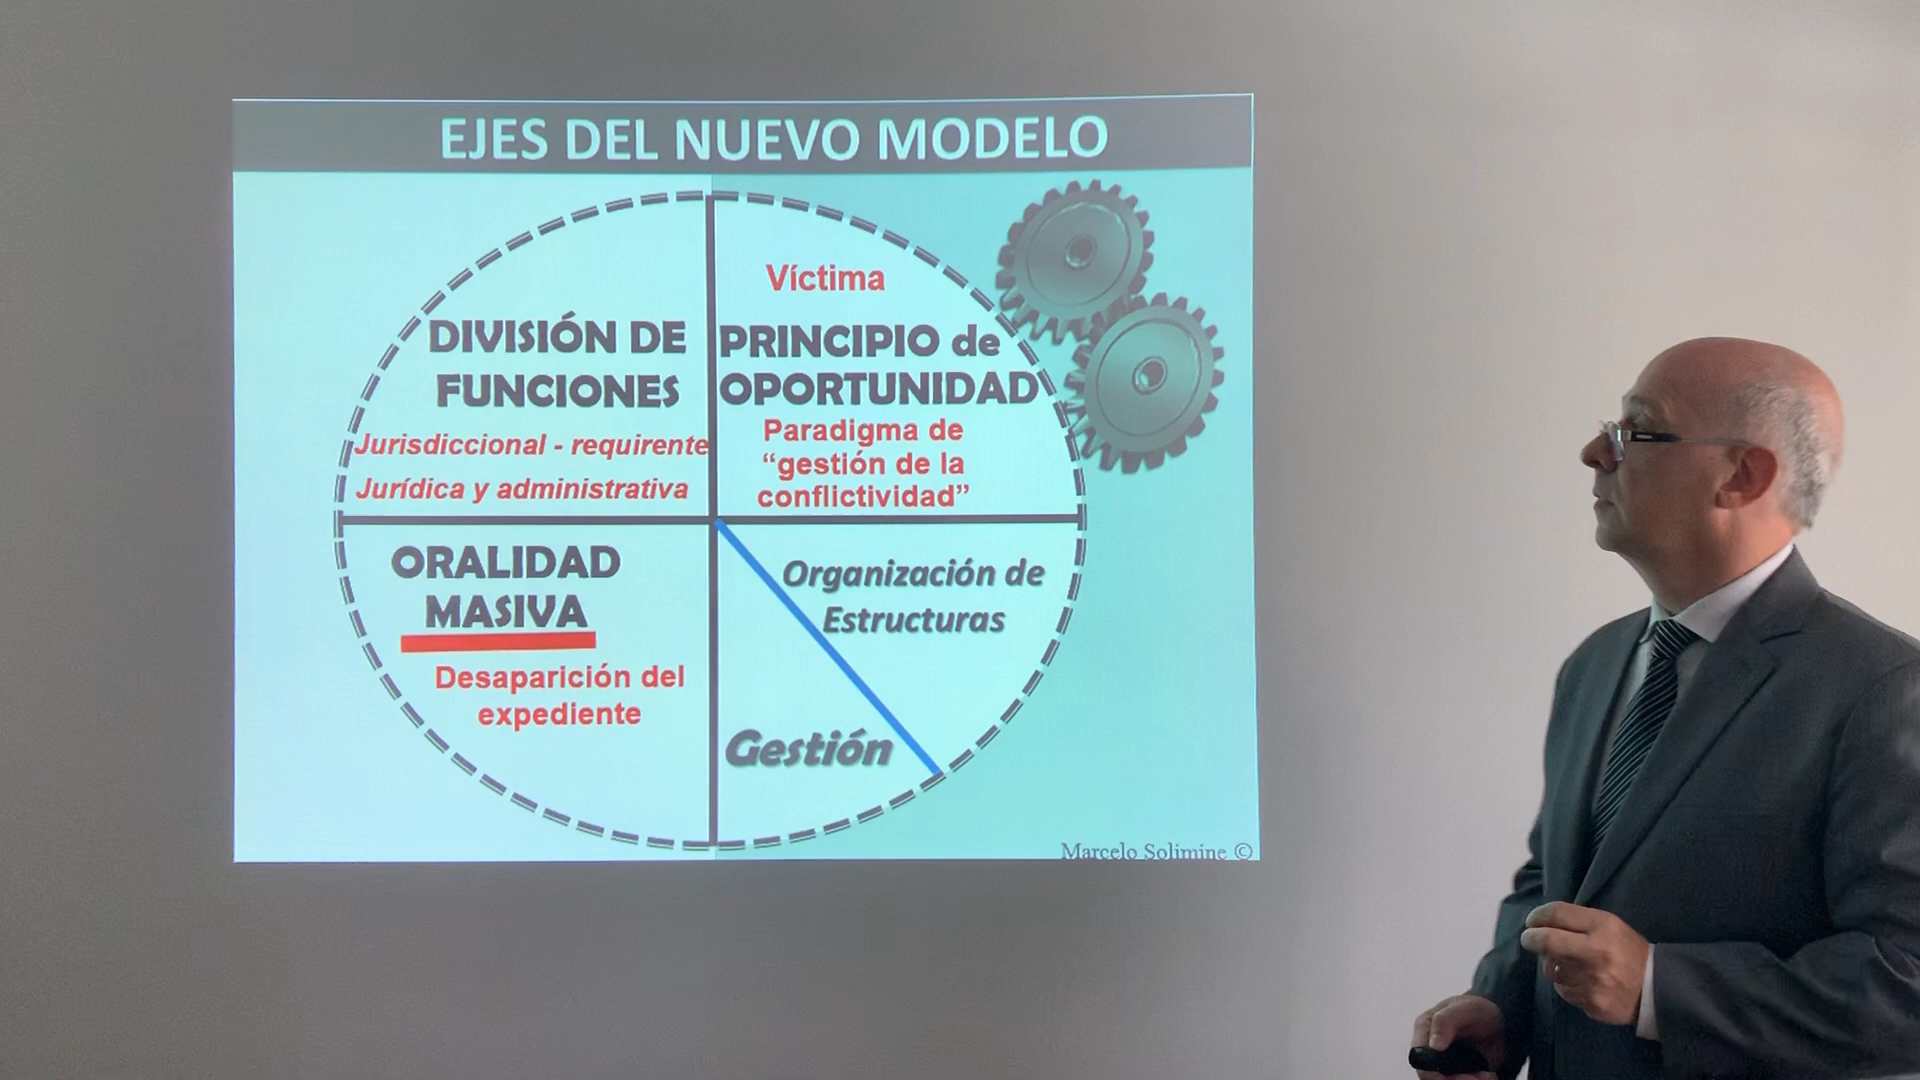 EJES DEL NUEVO MODELO
DIVISIÓN DE
FUNCIONES
Jurisdiccional - requirente
Jurídica y administrativa
Víctima
PRINCIPIO de
OPORTUNIDAD
Paradigma de
“gestión de la
conflictividad”
ORALIDAD
MASIVA
Desaparición del
expediente
Organización de
Estructuras
Gestión
Marcelo Solimine ©